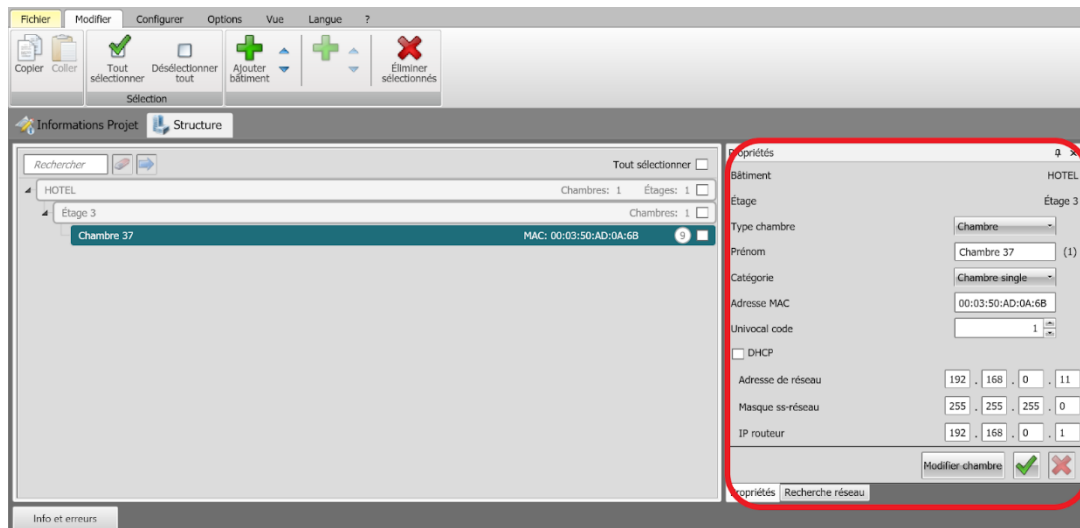 Fichier Modifier Configurer Options Vue Langue ?
Copier Coller Tout sélectionner Désélectionner tout Ajouter bâtiment Éliminer sélectionnés
Sélection
Informations Projet Structure
Rechercher Tout sélectionner
HOTEL Chambres: 1 Étages: 1
Étage 3 Chambres: 1
Chambre 37 MAC: 00:03:50:AD:0A:6B 9
Propriétés
Bâtiment HOTEL
Étage Étage 3
Type chambre Chambre
Prénom Chambre 37 (1)
Catégorie Chambre single
Adresse MAC 00:03:50:AD:0A:6B
Univocal code 1
DHCP
Adresse de réseau 192 . 168 . 0 . 11
Masque ss-réseau 255 . 255 . 255 . 0
IP routeur 192 . 168 . 0 . 1
Modifier chambre
Propriétés Recherche réseau
Info et erreurs